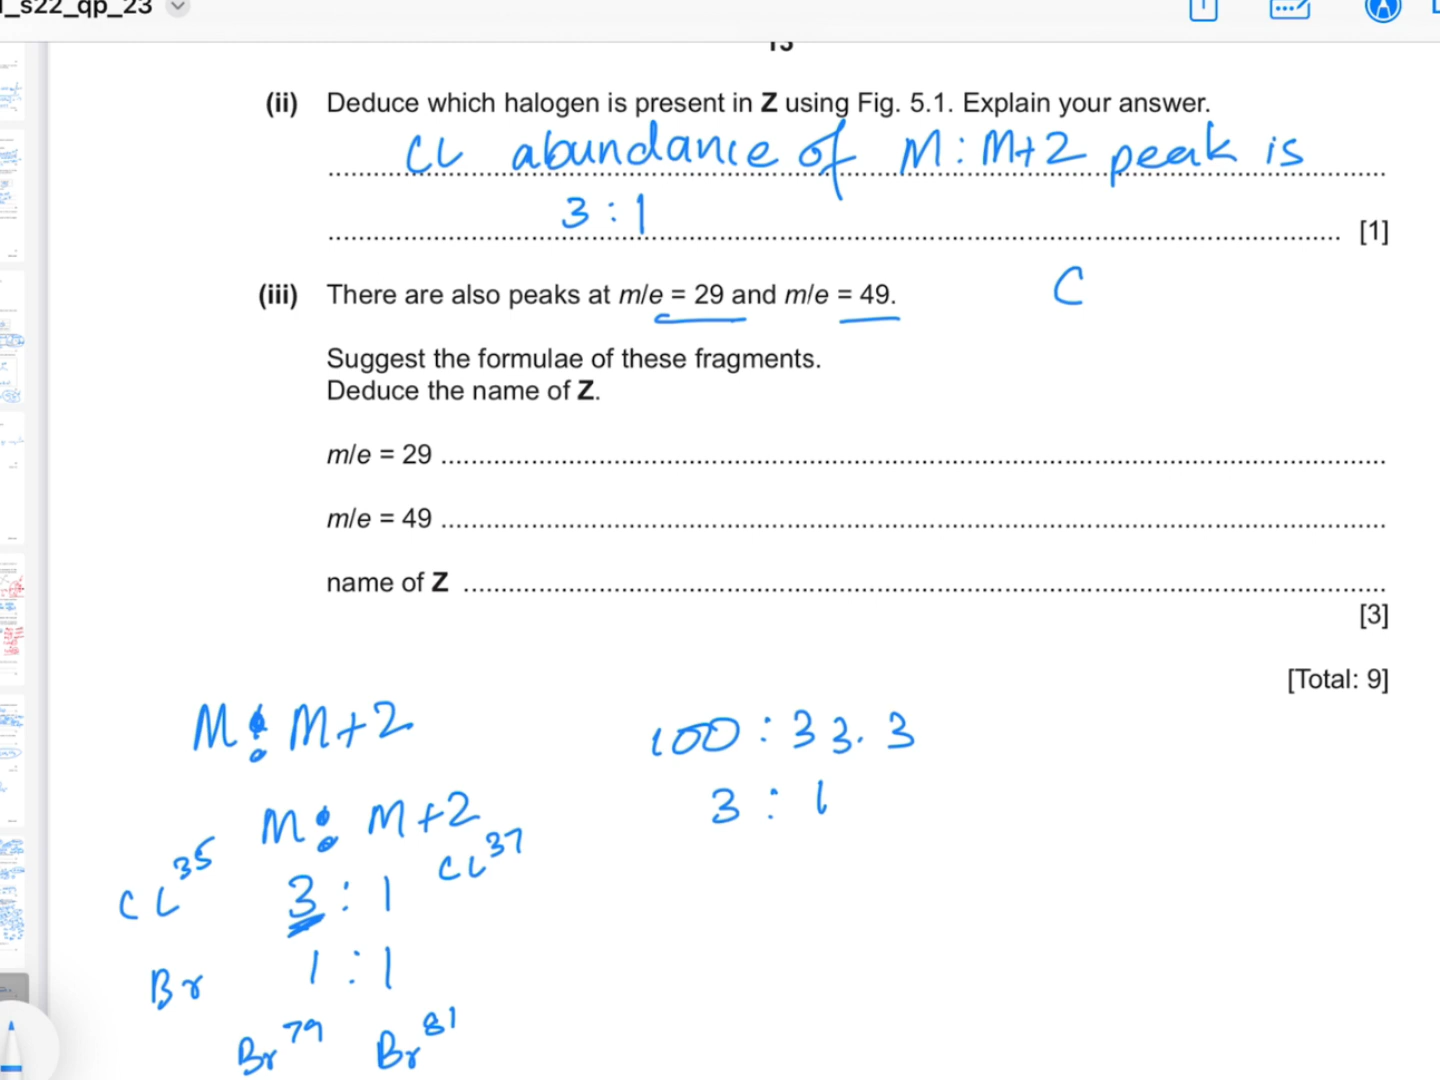 _s22_qp_23
(ii) Deduce which halogen is present in Z using Fig. 5.1. Explain your answer.
CL abundance of M : M+2 peak is
3 : 1
[1]
(iii) There are also peaks at m/e = 29 and m/e = 49.
C
Suggest the formulae of these fragments.
Deduce the name of Z.
m/e = 29
m/e = 49
name of Z
[3]
[Total: 9]
M : M+2
100 : 33.3
M : M+2
3 : 1
CL35 3 : 1 CL37
Br 1 : 1
Br79 Br81